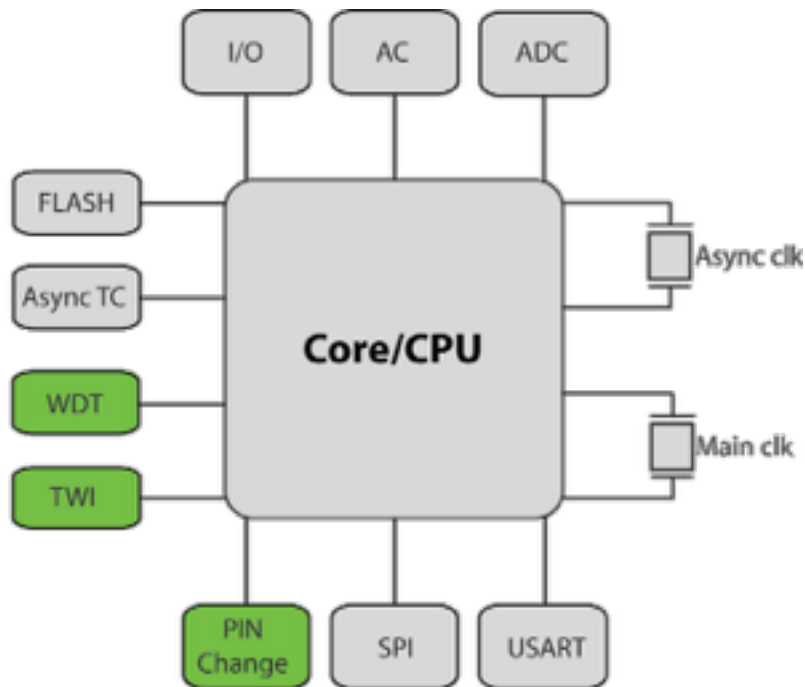 I/O
AC
ADC
FLASH
Async TC
WDT
TWI
Core/CPU
Async clk
Main clk
PIN
Change
SPI
USART